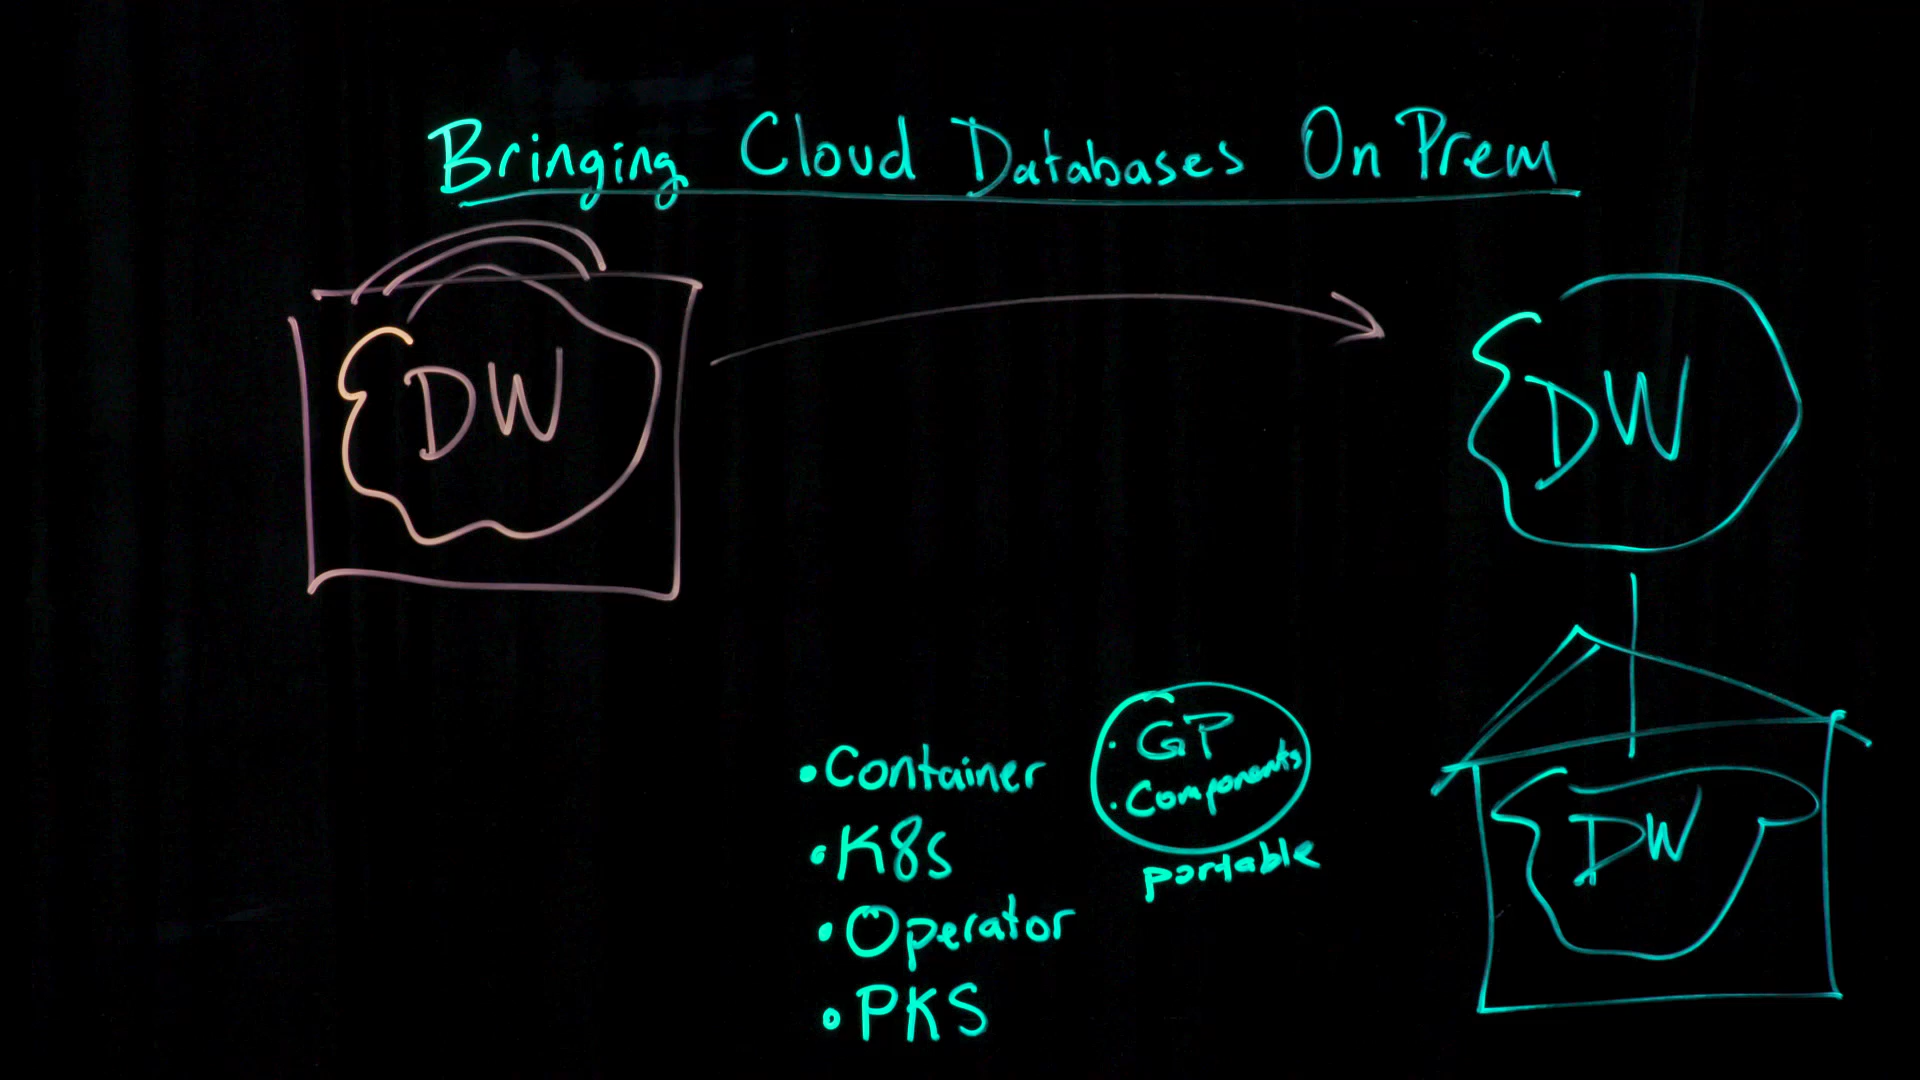 Bringing Cloud Databases On Prem
DW
DW
• Container
• K8s
• Operator
• PKS
• GP
• Components
portable
DW